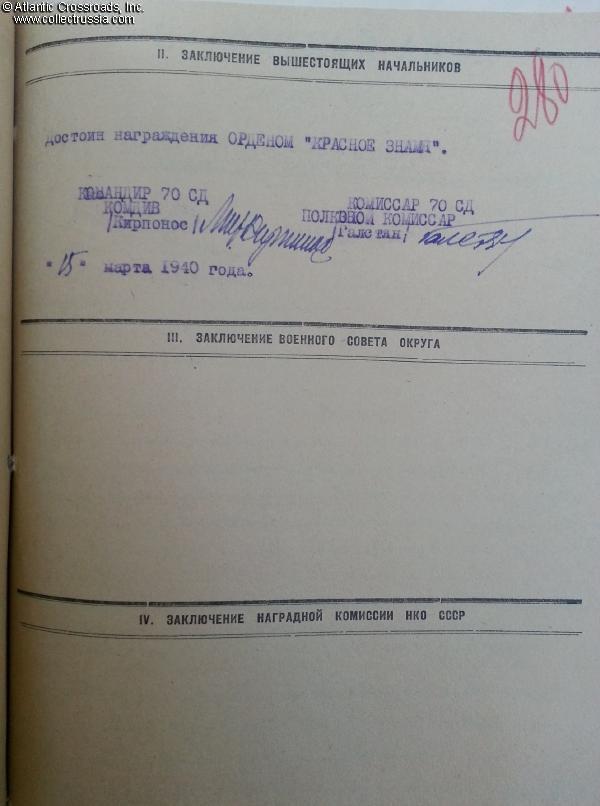 © Atlantic Crossroads, Inc.
www.collectrussia.com
II. ЗАКЛЮЧЕНИЕ ВЫШЕСТОЯЩИХ НАЧАЛЬНИКОВ
280
достоин награждения ОРДЕНОМ "КРАСНОЕ ЗНАМЯ".
КОМАНДИР 70 СД КОМИССАР 70 СД
КОМДИВ ПОЛКВНОМ КОМИССАР
/Кирпонос/ /Галстан/
"15" марта 1940 года.
III. ЗАКЛЮЧЕНИЕ ВОЕННОГО СОВЕТА ОКРУГА
IV. ЗАКЛЮЧЕНИЕ НАГРАДНОЙ КОМИССИИ НКО СССР